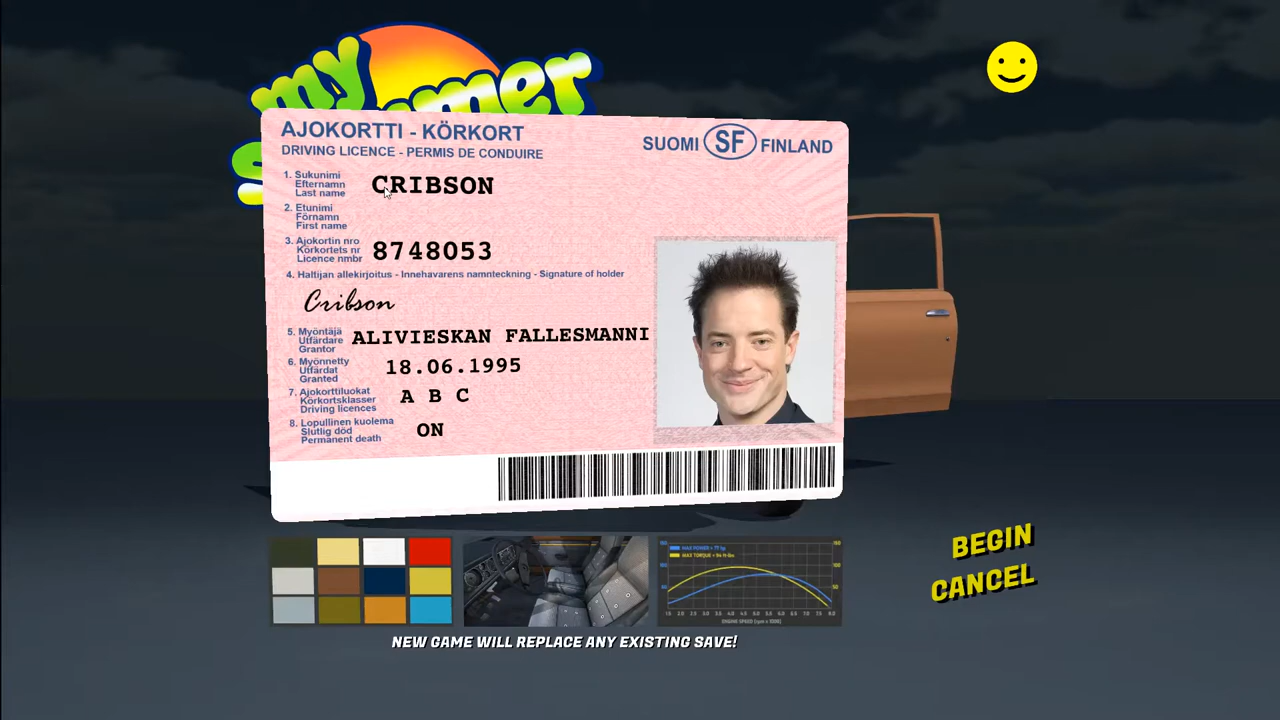 my
summer
AJOKORTTI - KÖRKORT
DRIVING LICENCE - PERMIS DE CONDUIRE
SUOMI SF FINLAND
1. Sukunimi
Efternamn
Last name
CRIBSON
2. Etunimi
Förnamn
First name
3. Ajokortin nro
Körkortets nr
Licence nmbr
8748053
4. Haltijan allekirjoitus - Innehavarens namnteckning - Signature of holder
Cribson
5. Myöntäjä
Utfärdare
Grantor
ALIVIESKAN FALLESMANNI
6. Myönnetty
Utfärdat
Granted
18.06.1995
7. Ajokorttiluokat
Körkortsklasser
Driving licences
A B C
8. Lopullinen kuolema
Slutlig död
Permanent death
ON
BEGIN
CANCEL
NEW GAME WILL REPLACE ANY EXISTING SAVE!